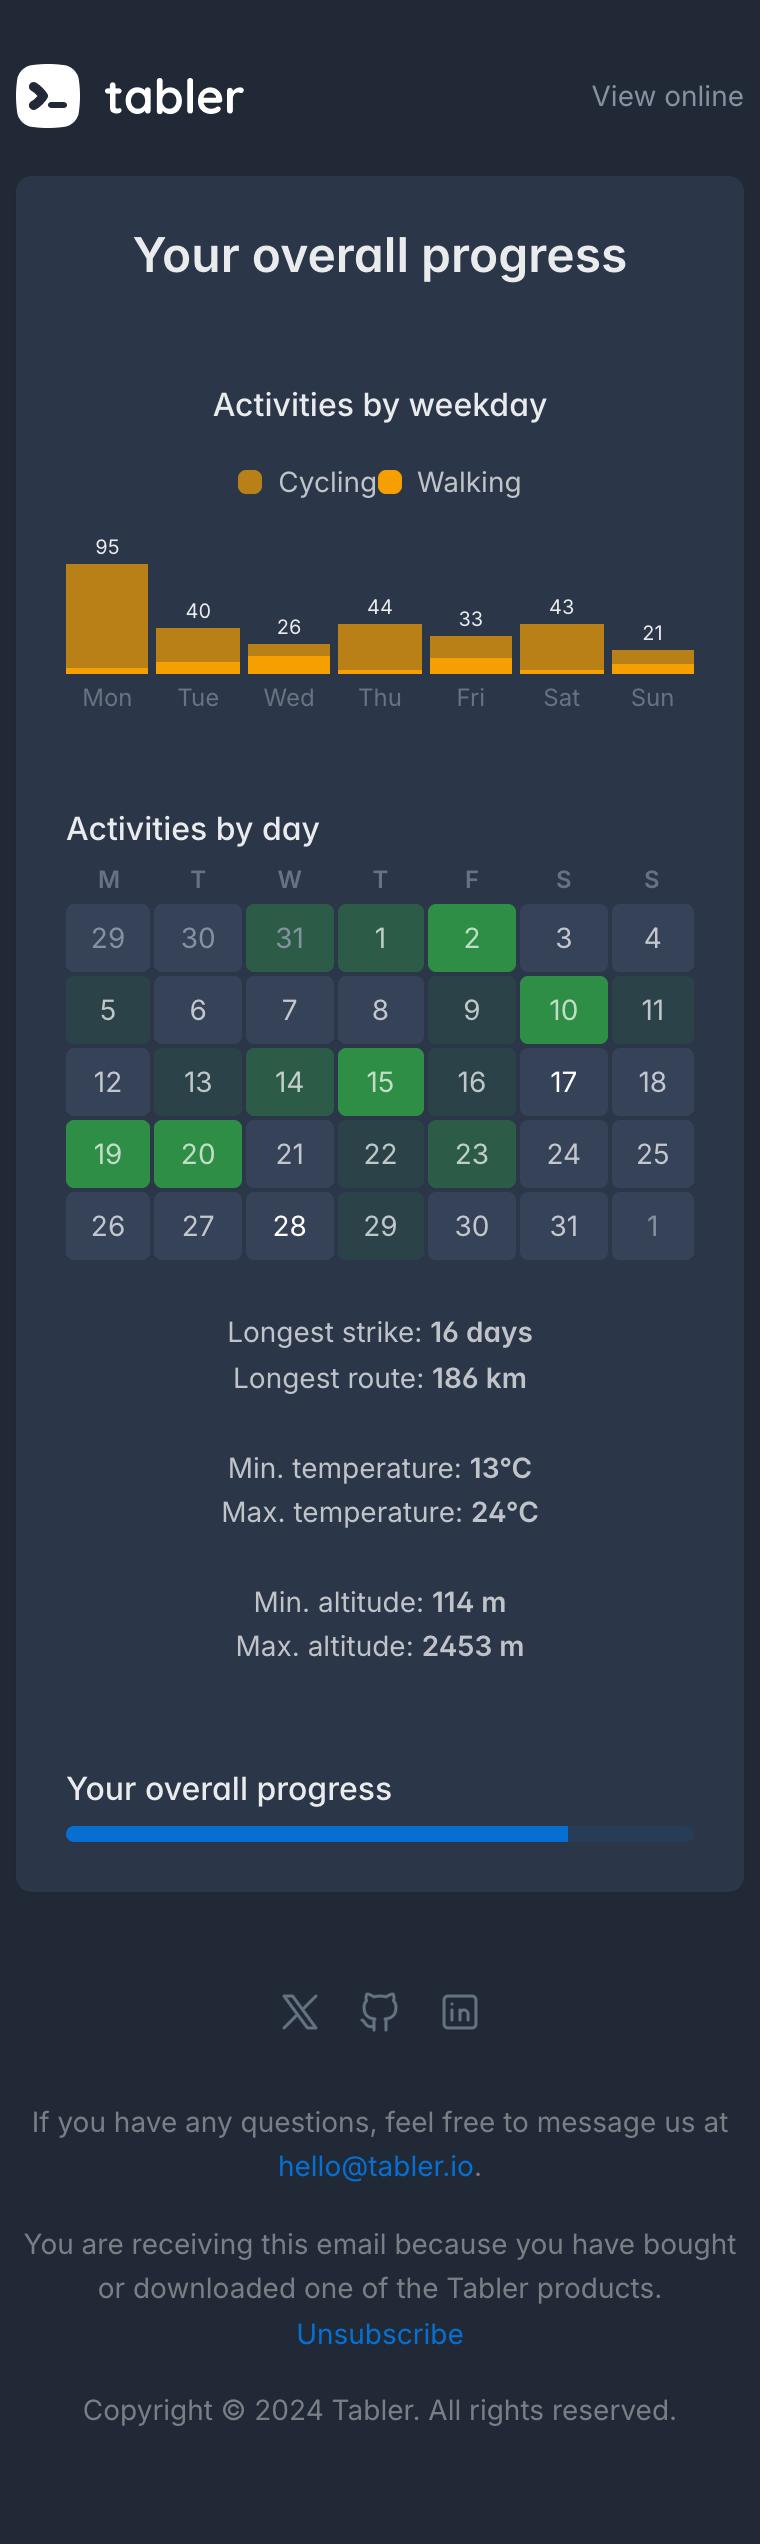 tabler
View online
Your overall progress
Activities by weekday
Cycling Walking
95 40 26 44 33 43 21
Mon Tue Wed Thu Fri Sat Sun
Activities by day
M T W T F S S
29 30 31 1 2 3 4
5 6 7 8 9 10 11
12 13 14 15 16 17 18
19 20 21 22 23 24 25
26 27 28 29 30 31 1
Longest strike: 16 days
Longest route: 186 km
Min. temperature: 13°C
Max. temperature: 24°C
Min. altitude: 114 m
Max. altitude: 2453 m
Your overall progress
If you have any questions, feel free to message us at
hello@tabler.io.
You are receiving this email because you have bought
or downloaded one of the Tabler products.
Unsubscribe
Copyright © 2024 Tabler. All rights reserved.